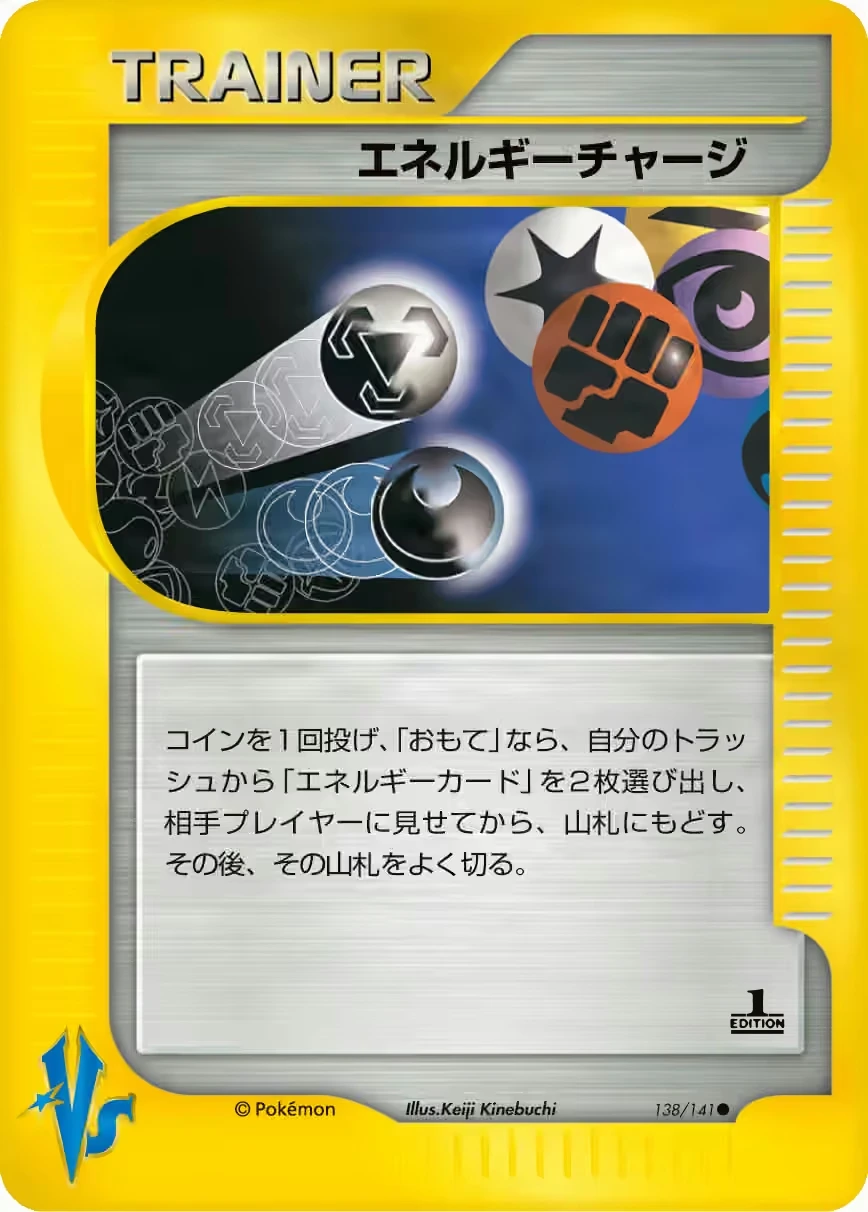 TRAINER
エネルギーチャージ
コインを1回投げ、「おもて」なら、自分のトラッ
シュから「エネルギーカード」を2枚選び出し、
相手プレイヤーに見せてから、山札にもどす。
その後、その山札をよく切る。
1
EDITION
VS
© Pokémon
Illus.Keiji Kinebuchi
138/141●